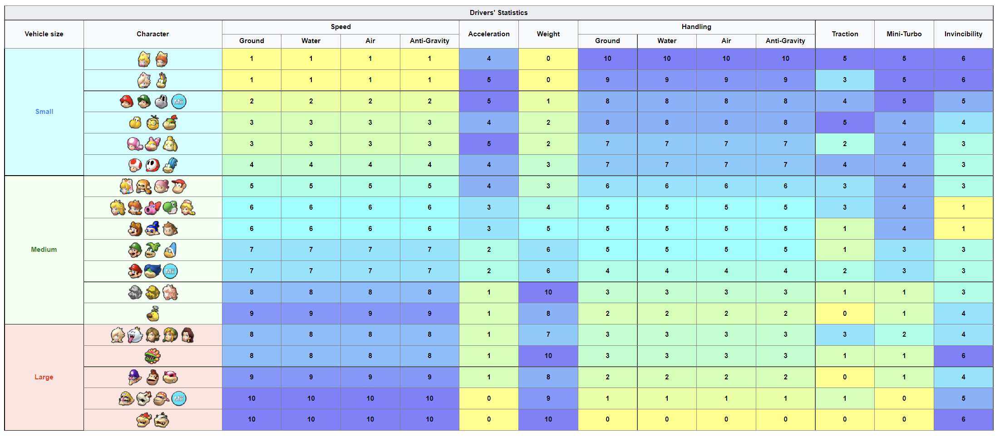 Drivers' Statistics
Vehicle size Character Speed Acceleration Weight Handling Traction Mini-Turbo Invincibility
Ground Water Air Anti-Gravity Ground Water Air Anti-Gravity
Small
1 1 1 1 4 0 10 10 10 10 5 5 6
1 1 1 1 5 0 9 9 9 9 3 5 6
Mii 2 2 2 2 5 1 8 8 8 8 4 5 5
3 3 3 3 4 2 8 8 8 8 5 4 4
3 3 3 3 5 2 7 7 7 7 2 4 3
4 4 4 4 4 3 7 7 7 7 4 4 3
Medium
5 5 5 5 4 3 6 6 6 6 3 4 3
6 6 6 6 3 4 5 5 5 5 3 4 1
6 6 6 6 3 5 5 5 5 5 1 4 1
7 7 7 7 2 6 5 5 5 5 1 3 3
Mii 7 7 7 7 2 6 4 4 4 4 2 3 3
8 8 8 8 1 10 3 3 3 3 1 1 3
9 9 9 9 1 8 2 2 2 2 0 1 4
Large
8 8 8 8 1 7 3 3 3 3 3 2 4
8 8 8 8 1 10 3 3 3 3 1 1 6
9 9 9 9 1 8 2 2 2 2 0 1 4
Mii 10 10 10 10 0 9 1 1 1 1 1 0 5
10 10 10 10 0 10 0 0 0 0 0 0 6